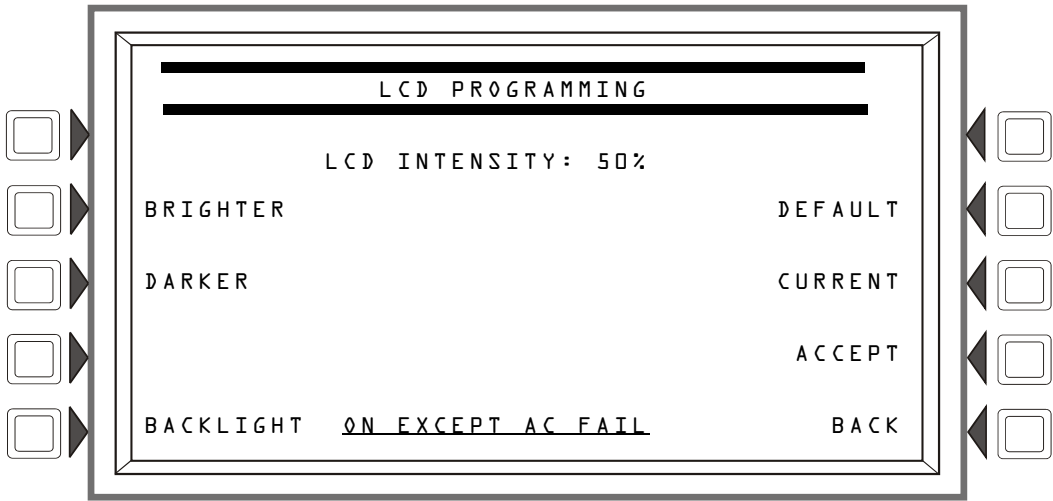 LCD PROGRAMMING
LCD INTENSITY: 50%
BRIGHTER DEFAULT
DARKER CURRENT
ACCEPT
BACKLIGHT ON EXCEPT AC FAIL BACK